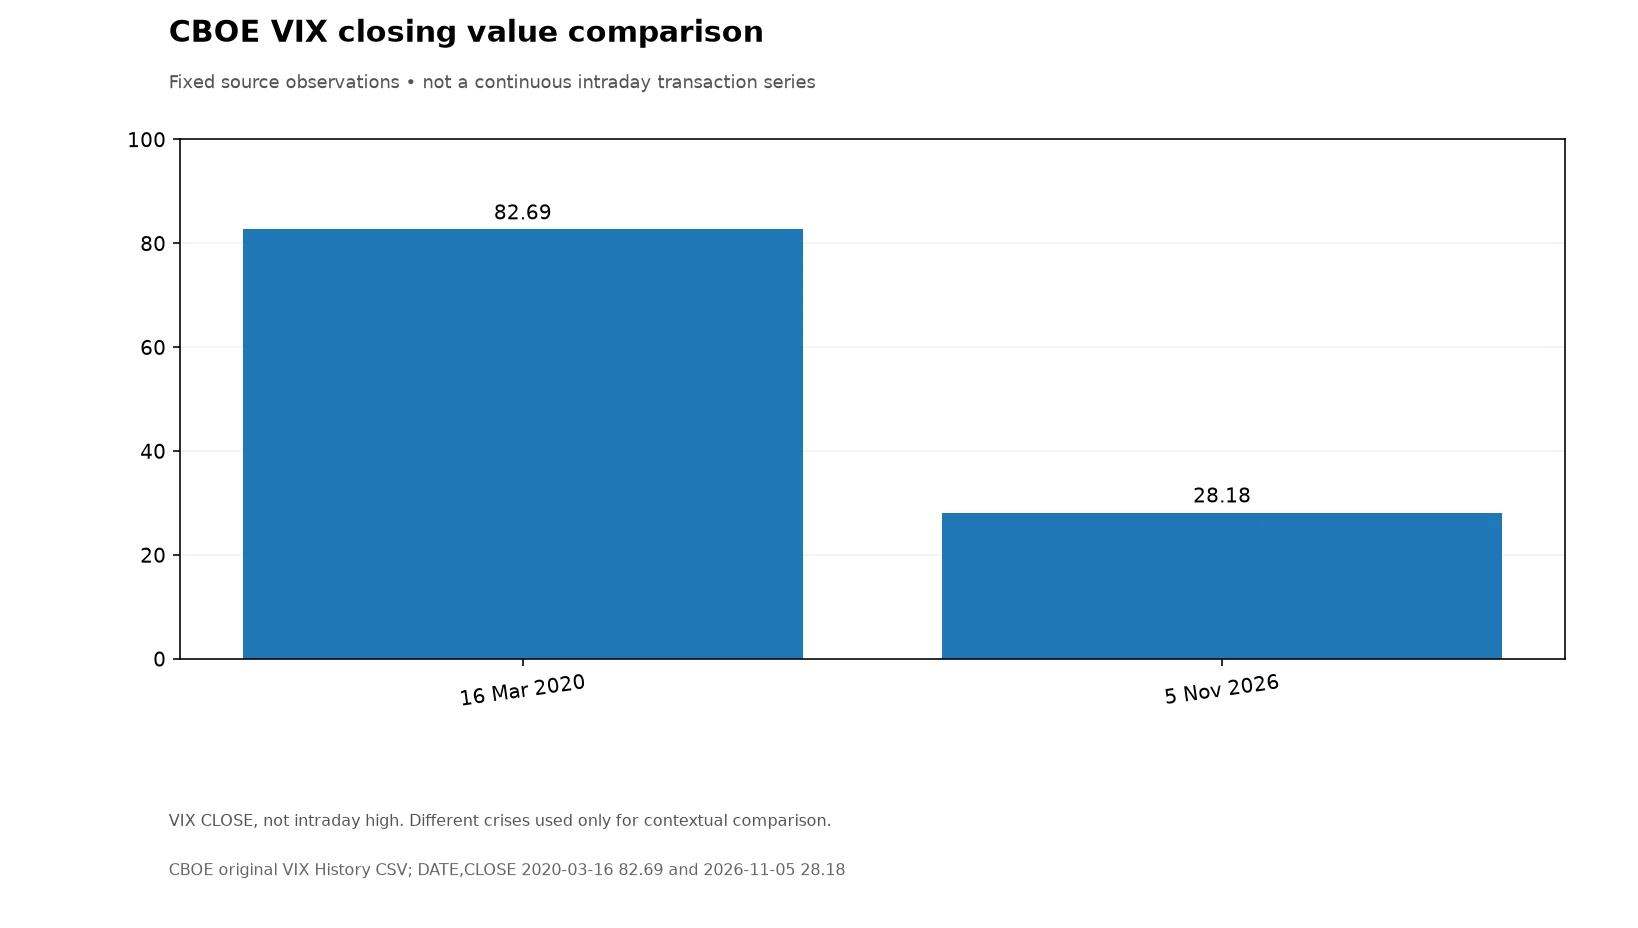 CBOE VIX closing value comparison
Fixed source observations • not a continuous intraday transaction series
100
80
60
40
20
0
82.69
28.18
16 Mar 2020
5 Nov 2026
VIX CLOSE, not intraday high. Different crises used only for contextual comparison.
CBOE original VIX History CSV; DATE,CLOSE 2020-03-16 82.69 and 2026-11-05 28.18